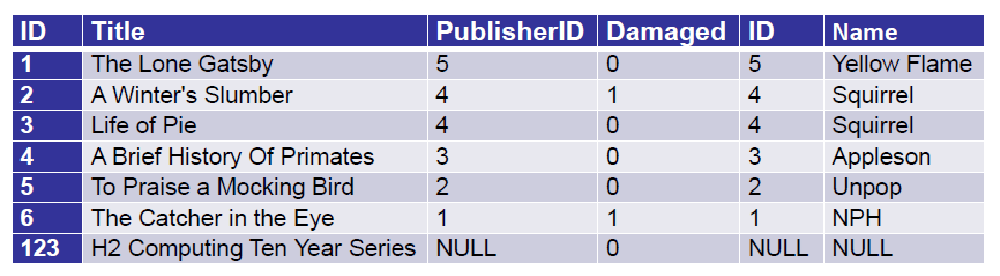 ID Title PublisherID Damaged ID Name
1 The Lone Gatsby 5 0 5 Yellow Flame
2 A Winter's Slumber 4 1 4 Squirrel
3 Life of Pie 4 0 4 Squirrel
4 A Brief History Of Primates 3 0 3 Appleson
5 To Praise a Mocking Bird 2 0 2 Unpop
6 The Catcher in the Eye 1 1 1 NPH
123 H2 Computing Ten Year Series NULL 0 NULL NULL